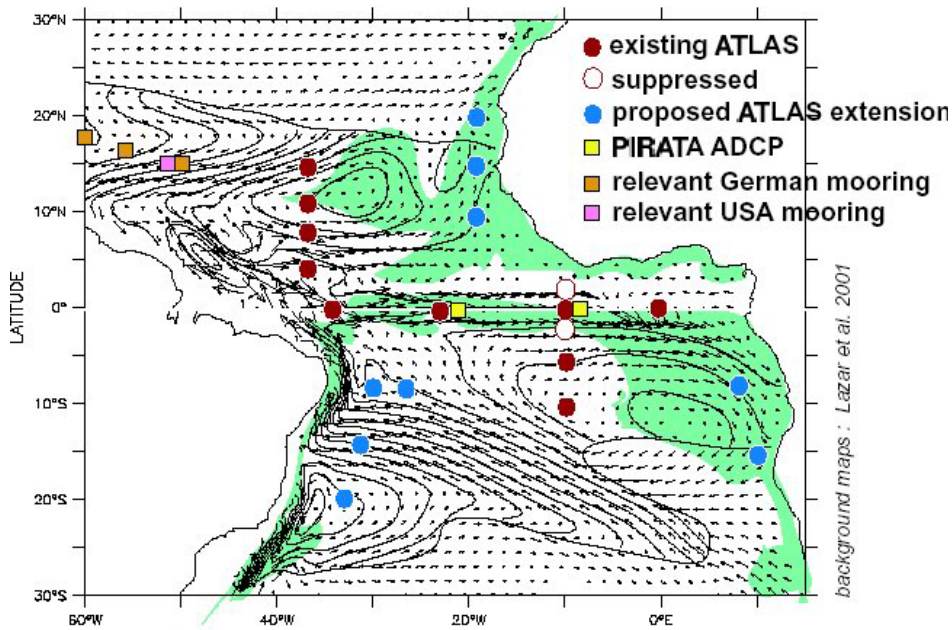 30°N
existing ATLAS
suppressed
20°N
proposed ATLAS extension
PIRATA ADCP
relevant German mooring
10°N
relevant USA mooring
LATITUDE
0°
10°S
20°S
30°S
60°W
40°W
20°W
0°E
background maps : Lazar et al. 2001